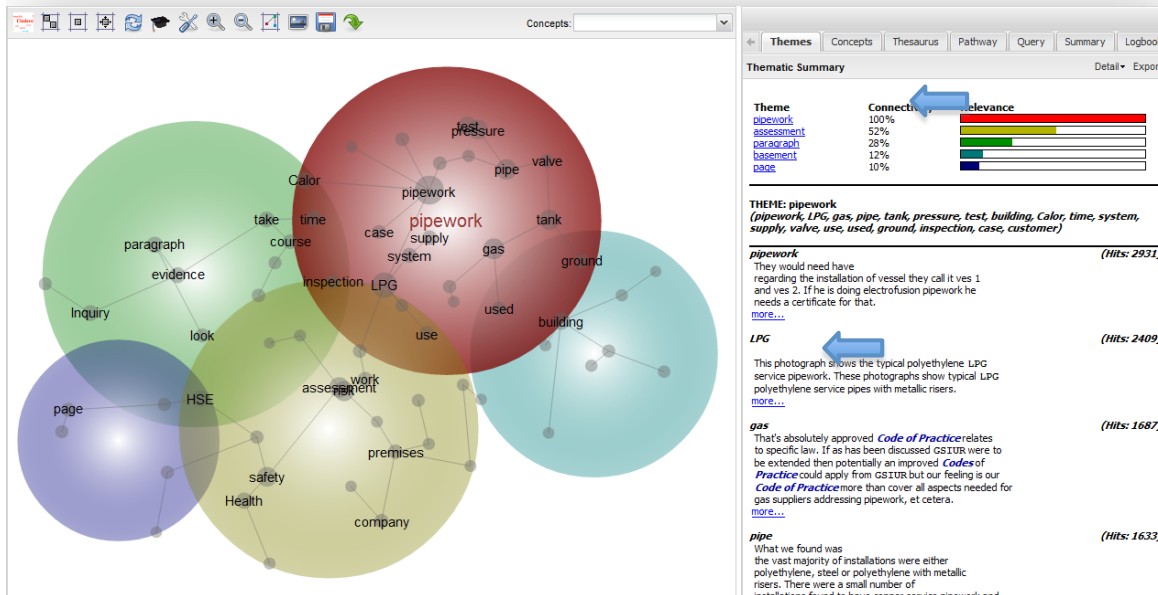 Concepts:
test
pressure
valve
pipe
Calor
pipework
take
time
pipework
tank
case
supply
paragraph
course
system
gas
ground
evidence
inspection
LPG
used
Inquiry
building
look
use
work
assessment
risk
HSE
page
premises
safety
Health
company
Themes
Concepts
Thesaurus
Pathway
Query
Summary
Thematic Summary
Detail
Theme Relevance
pipework 100%
assessment 52%
paragraph 28%
basement 12%
page 10%
THEME: pipework
(pipework, LPG, gas, pipe, tank, pressure, test, building, Calor, time, system,
supply, valve, use, used, ground, inspection, case, customer)
pipework (Hits: 2931)
They would need have
regarding the installation of vessel they call it ves 1
and ves 2. If he is doing electrofusion pipework he
needs a certificate for that.
more...
LPG (Hits: 2409)
This photograph shows the typical polyethylene LPG
service pipework. These photographs show typical LPG
polyethylene service pipes with metallic risers.
more...
gas (Hits: 1687)
That's absolutely approved Code of Practice relates
to specific law. If as has been discussed GSIUR were to
be extended then potentially an improved Codes of
Practice could apply from GSIUR but our feeling is our
Code of Practice more than cover all aspects needed for
gas suppliers addressing pipework, et cetera.
more...
pipe (Hits: 1633)
What we found was
the vast majority of installations were either
polyethylene, steel or polyethylene with metallic
risers. There were a small number of